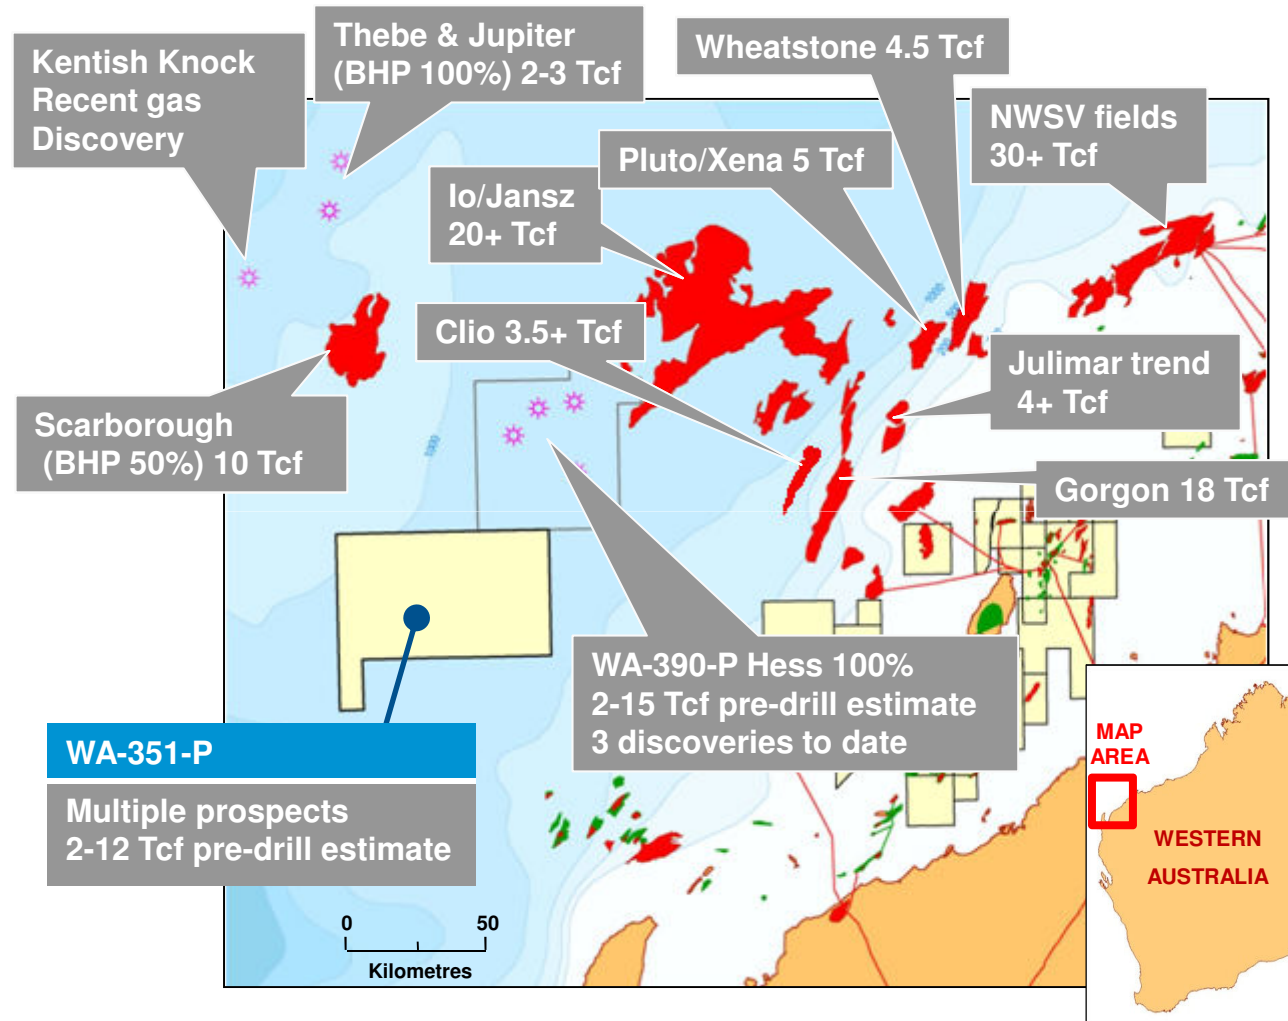 Kentish Knock
Recent gas
Discovery
Thebe & Jupiter
(BHP 100%) 2-3 Tcf
Wheatstone 4.5 Tcf
NWSV fields
30+ Tcf
Pluto/Xena 5 Tcf
Io/Jansz
20+ Tcf
1000
Clio 3.5+ Tcf
Julimar trend
4+ Tcf
Scarborough
(BHP 50%) 10 Tcf
1000
Gorgon 18 Tcf
WA-390-P Hess 100%
2-15 Tcf pre-drill estimate
3 discoveries to date
WA-351-P
Multiple prospects
2-12 Tcf pre-drill estimate
0 50
Kilometres
MAP
AREA
WESTERN
AUSTRALIA